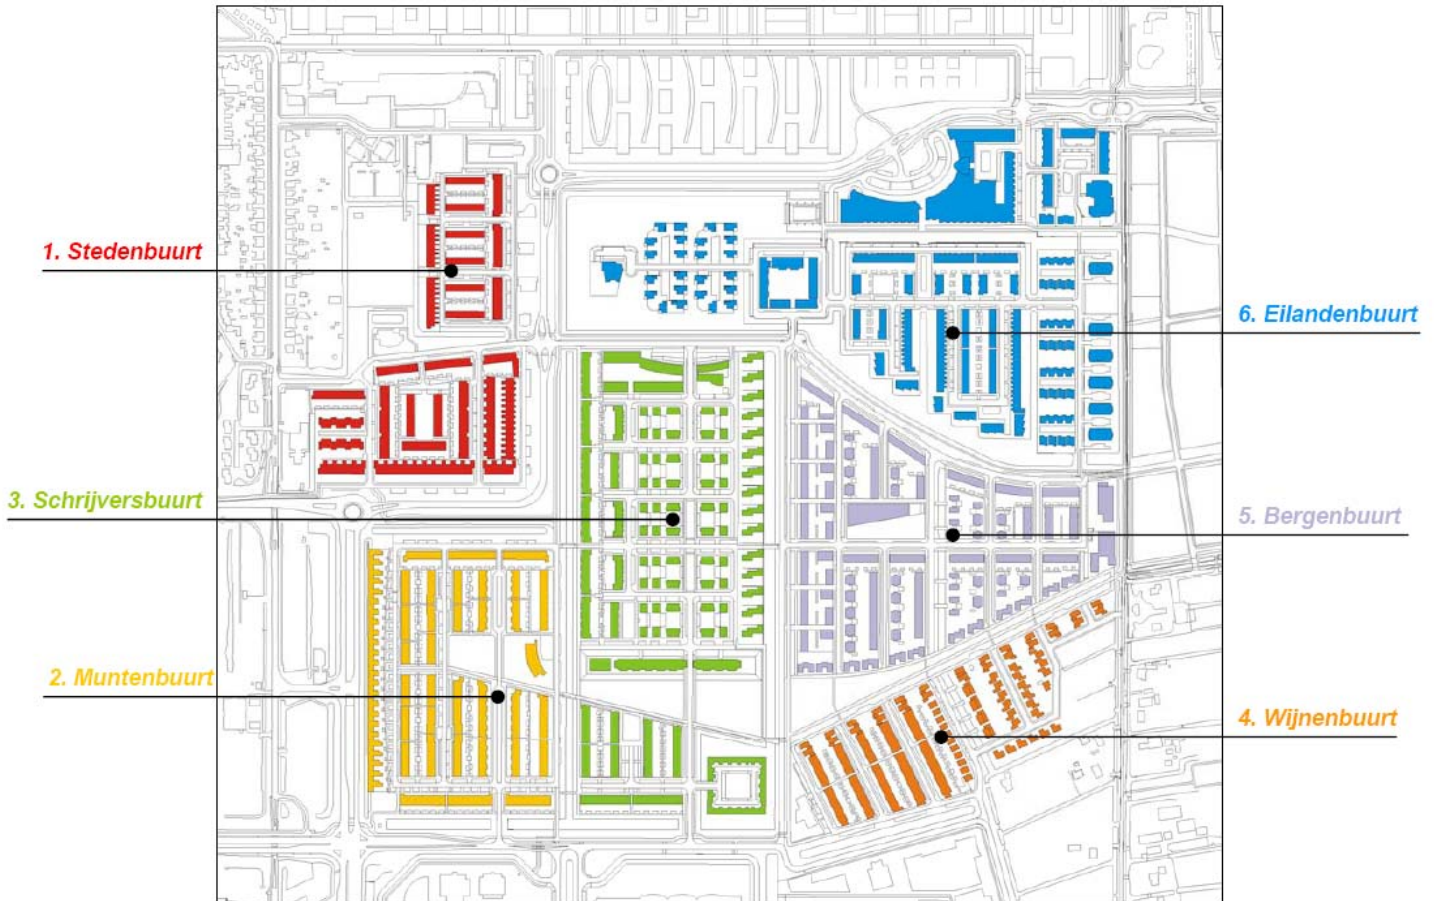 1. Stedenbuurt
6. Eilandenbuurt
3. Schrijversbuurt
5. Bergenbuurt
2. Muntenbuurt
4. Wijnenbuurt